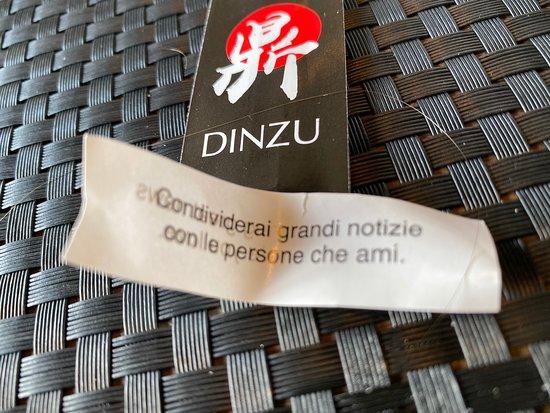 鼎
DINZU
Condividerai grandi notizie
con le persone che ami.